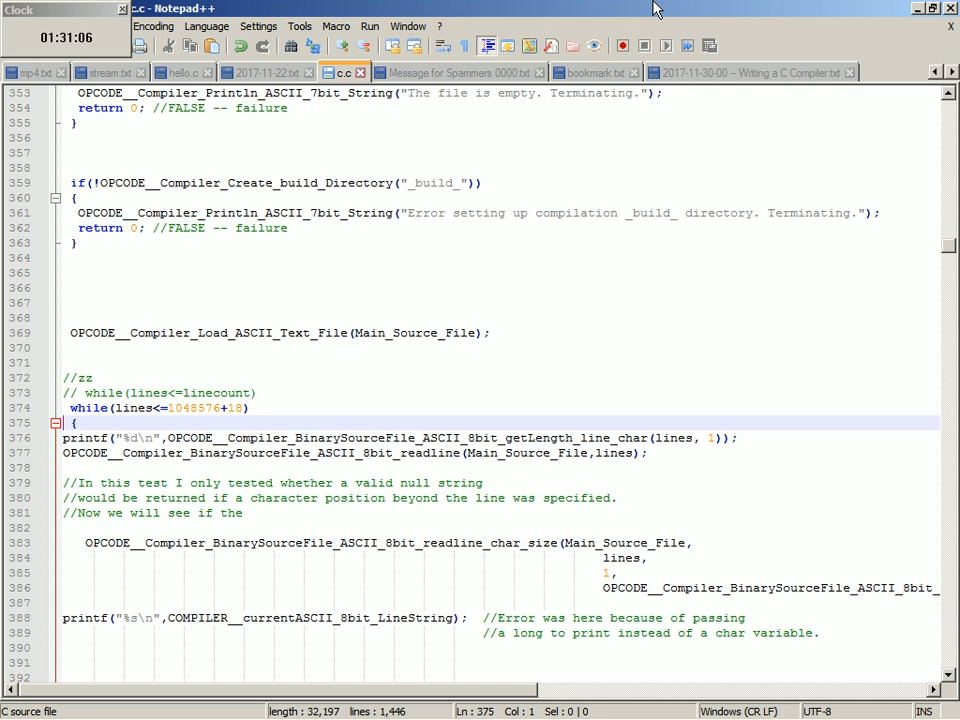 Clock
c.c - Notepad++
01:31:06
Encoding Language Settings Tools Macro Run Window ? X
mp4.txt stream.txt hello.c 2017-11-22.txt c.c Message for Spammers 0000.txt bookmark.txt 2017-11-30-00 – Writing a C Compiler.txt
353 OPCODE__Compiler_Println_ASCII_7bit_String("The file is empty. Terminating.");
354 return 0; //FALSE -- failure
355 }
356
357
358
359 if(!OPCODE__Compiler_Create_build_Directory("_build_"))
360 {
361 OPCODE__Compiler_Println_ASCII_7bit_String("Error setting up compilation _build_ directory. Terminating.");
362 return 0; //FALSE -- failure
363 }
364
365
366
367
368
369 OPCODE__Compiler_Load_ASCII_Text_File(Main_Source_File);
370
371
372 //zz
373 // while(lines<=linecount)
374 while(lines<=1048576+18)
375 {
376 printf("%d\n",OPCODE__Compiler_BinarySourceFile_ASCII_8bit_getLength_line_char(lines, 1));
377 OPCODE__Compiler_BinarySourceFile_ASCII_8bit_readline(Main_Source_File,lines);
378
379 //In this test I only tested whether a valid null string
380 //would be returned if a character position beyond the line was specified.
381 //Now we will see if the
382
383 OPCODE__Compiler_BinarySourceFile_ASCII_8bit_readline_char_size(Main_Source_File,
384 lines,
385 1,
386 OPCODE__Compiler_BinarySourceFile_ASCII_8bit_
387
388 printf("%s\n",COMPILER__currentASCII_8bit_LineString); //Error was here because of passing
389 //a long to print instead of a char variable.
390
391
392
C source file length : 32,197 lines : 1,446 Ln : 375 Col : 1 Sel : 0 | 0 Windows (CR LF) UTF-8 INS